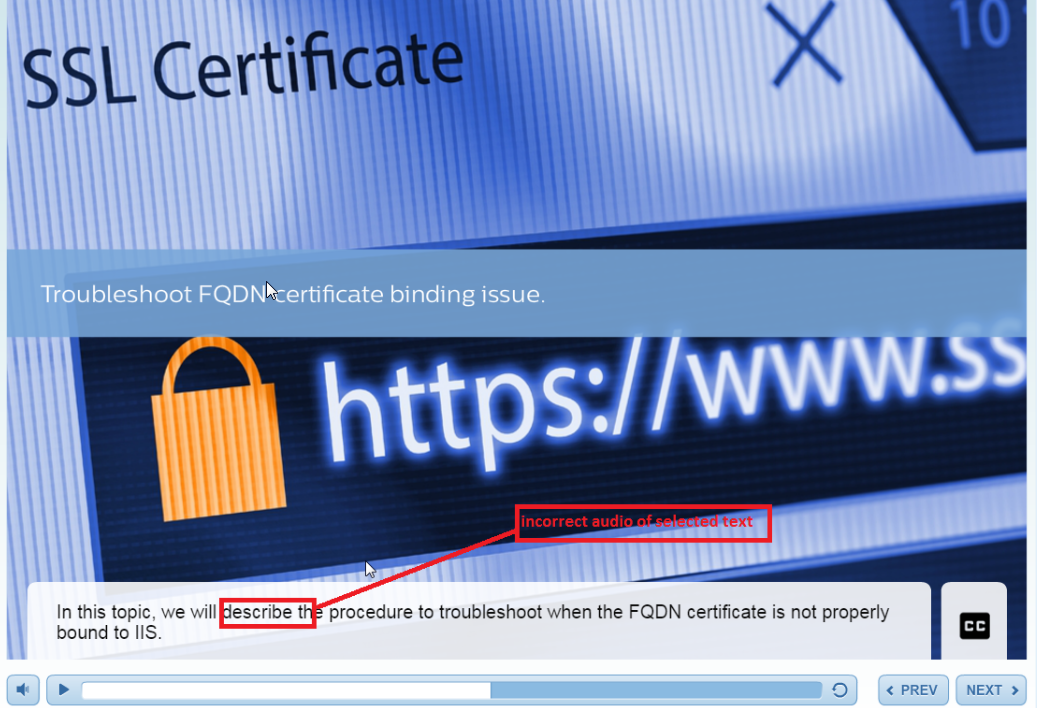 SSL Certificate
10
Troubleshoot FQDN certificate binding issue.
https://www.ss
incorrect audio of selected text
In this topic, we will describe the procedure to troubleshoot when the FQDN certificate is not properly
bound to IIS.
CC
PREV
NEXT